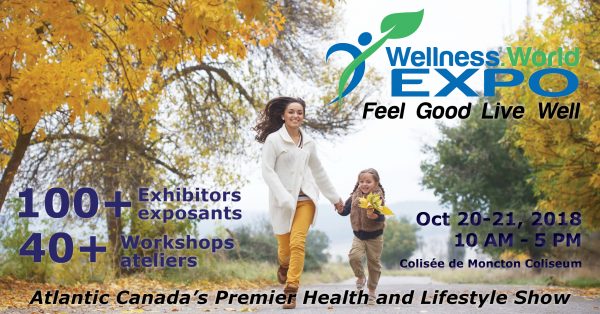 Wellness World
EXPO
Feel Good Live Well
100+ Exhibitors
exposants
40+ Workshops
ateliers
Oct 20-21, 2018
10 AM - 5 PM
Colisée de Moncton Coliseum
Atlantic Canada's Premier Health and Lifestyle Show